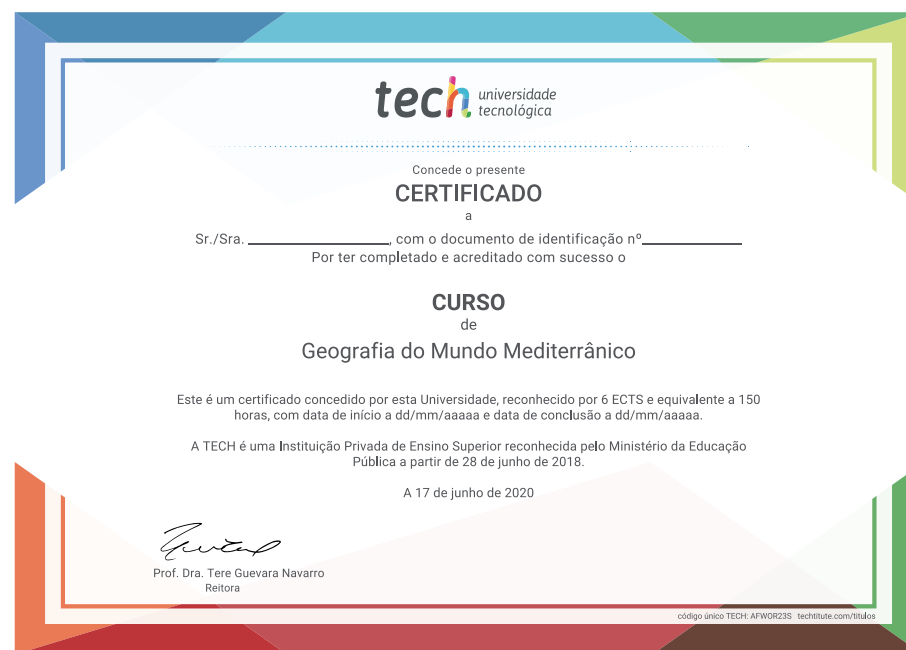 tech universidade
tecnológica
Concede o presente
CERTIFICADO
a
Sr./Sra. ________________, com o documento de identificação nº___________
Por ter completado e acreditado com sucesso o
CURSO
de
Geografia do Mundo Mediterrânico
Este é um certificado concedido por esta Universidade, reconhecido por 6 ECTS e equivalente a 150
horas, com data de início a dd/mm/aaaaa e data de conclusão a dd/mm/aaaaa.
A TECH é uma Instituição Privada de Ensino Superior reconhecida pelo Ministério da Educação
Pública a partir de 28 de junho de 2018.
A 17 de junho de 2020
Prof. Dra. Tere Guevara Navarro
Reitora
código único TECH: AFWOR23S techtitute.com/titulos